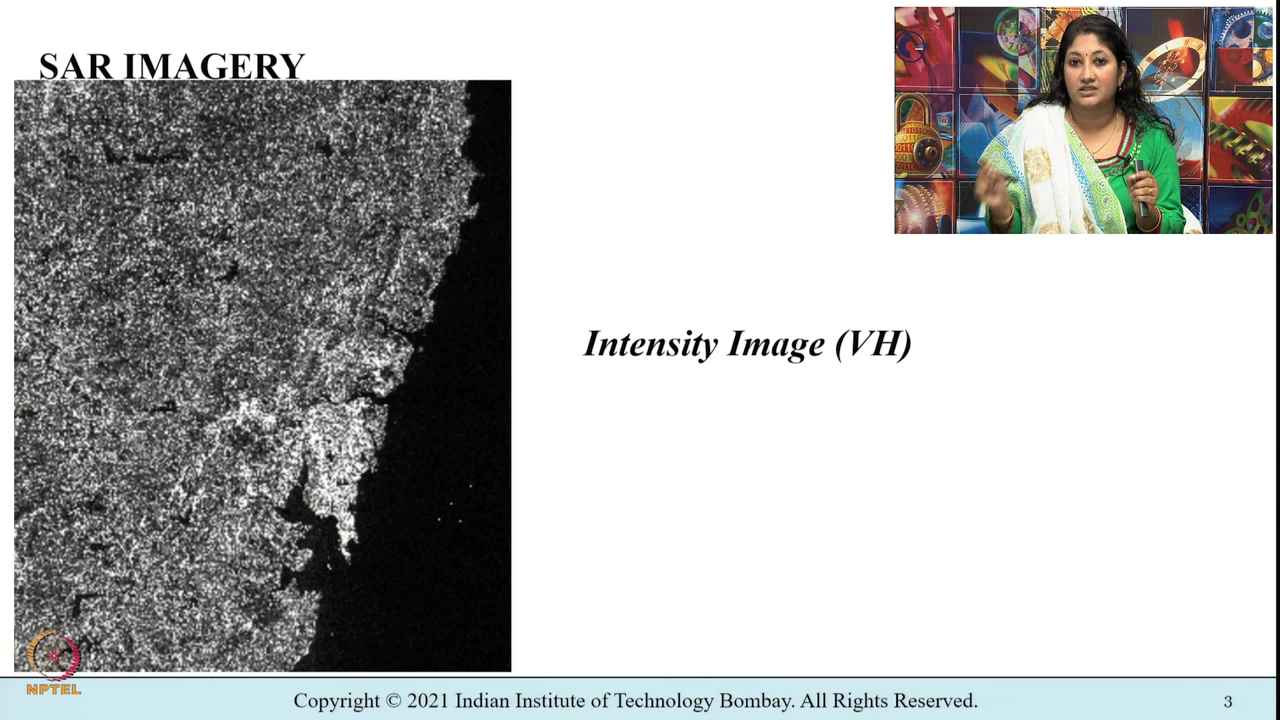 SAR IMAGERY
Intensity Image (VH)
NPTEL
Copyright © 2021 Indian Institute of Technology Bombay. All Rights Reserved.
3